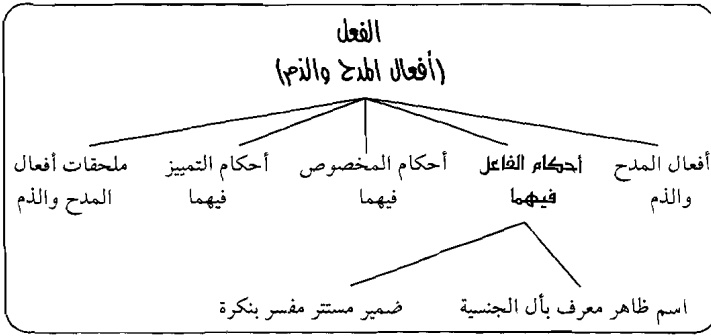 الفعل
(أفعال المدح والذم)
أفعال المدح والذم
أحكام الفاعل فيهما
أحكام المخصوص فيهما
أحكام التمييز فيهما
ملحقات أفعال المدح والذم
اسم ظاهر معرف بأل الجنسية
ضمير مستتر مفسر بنكرة